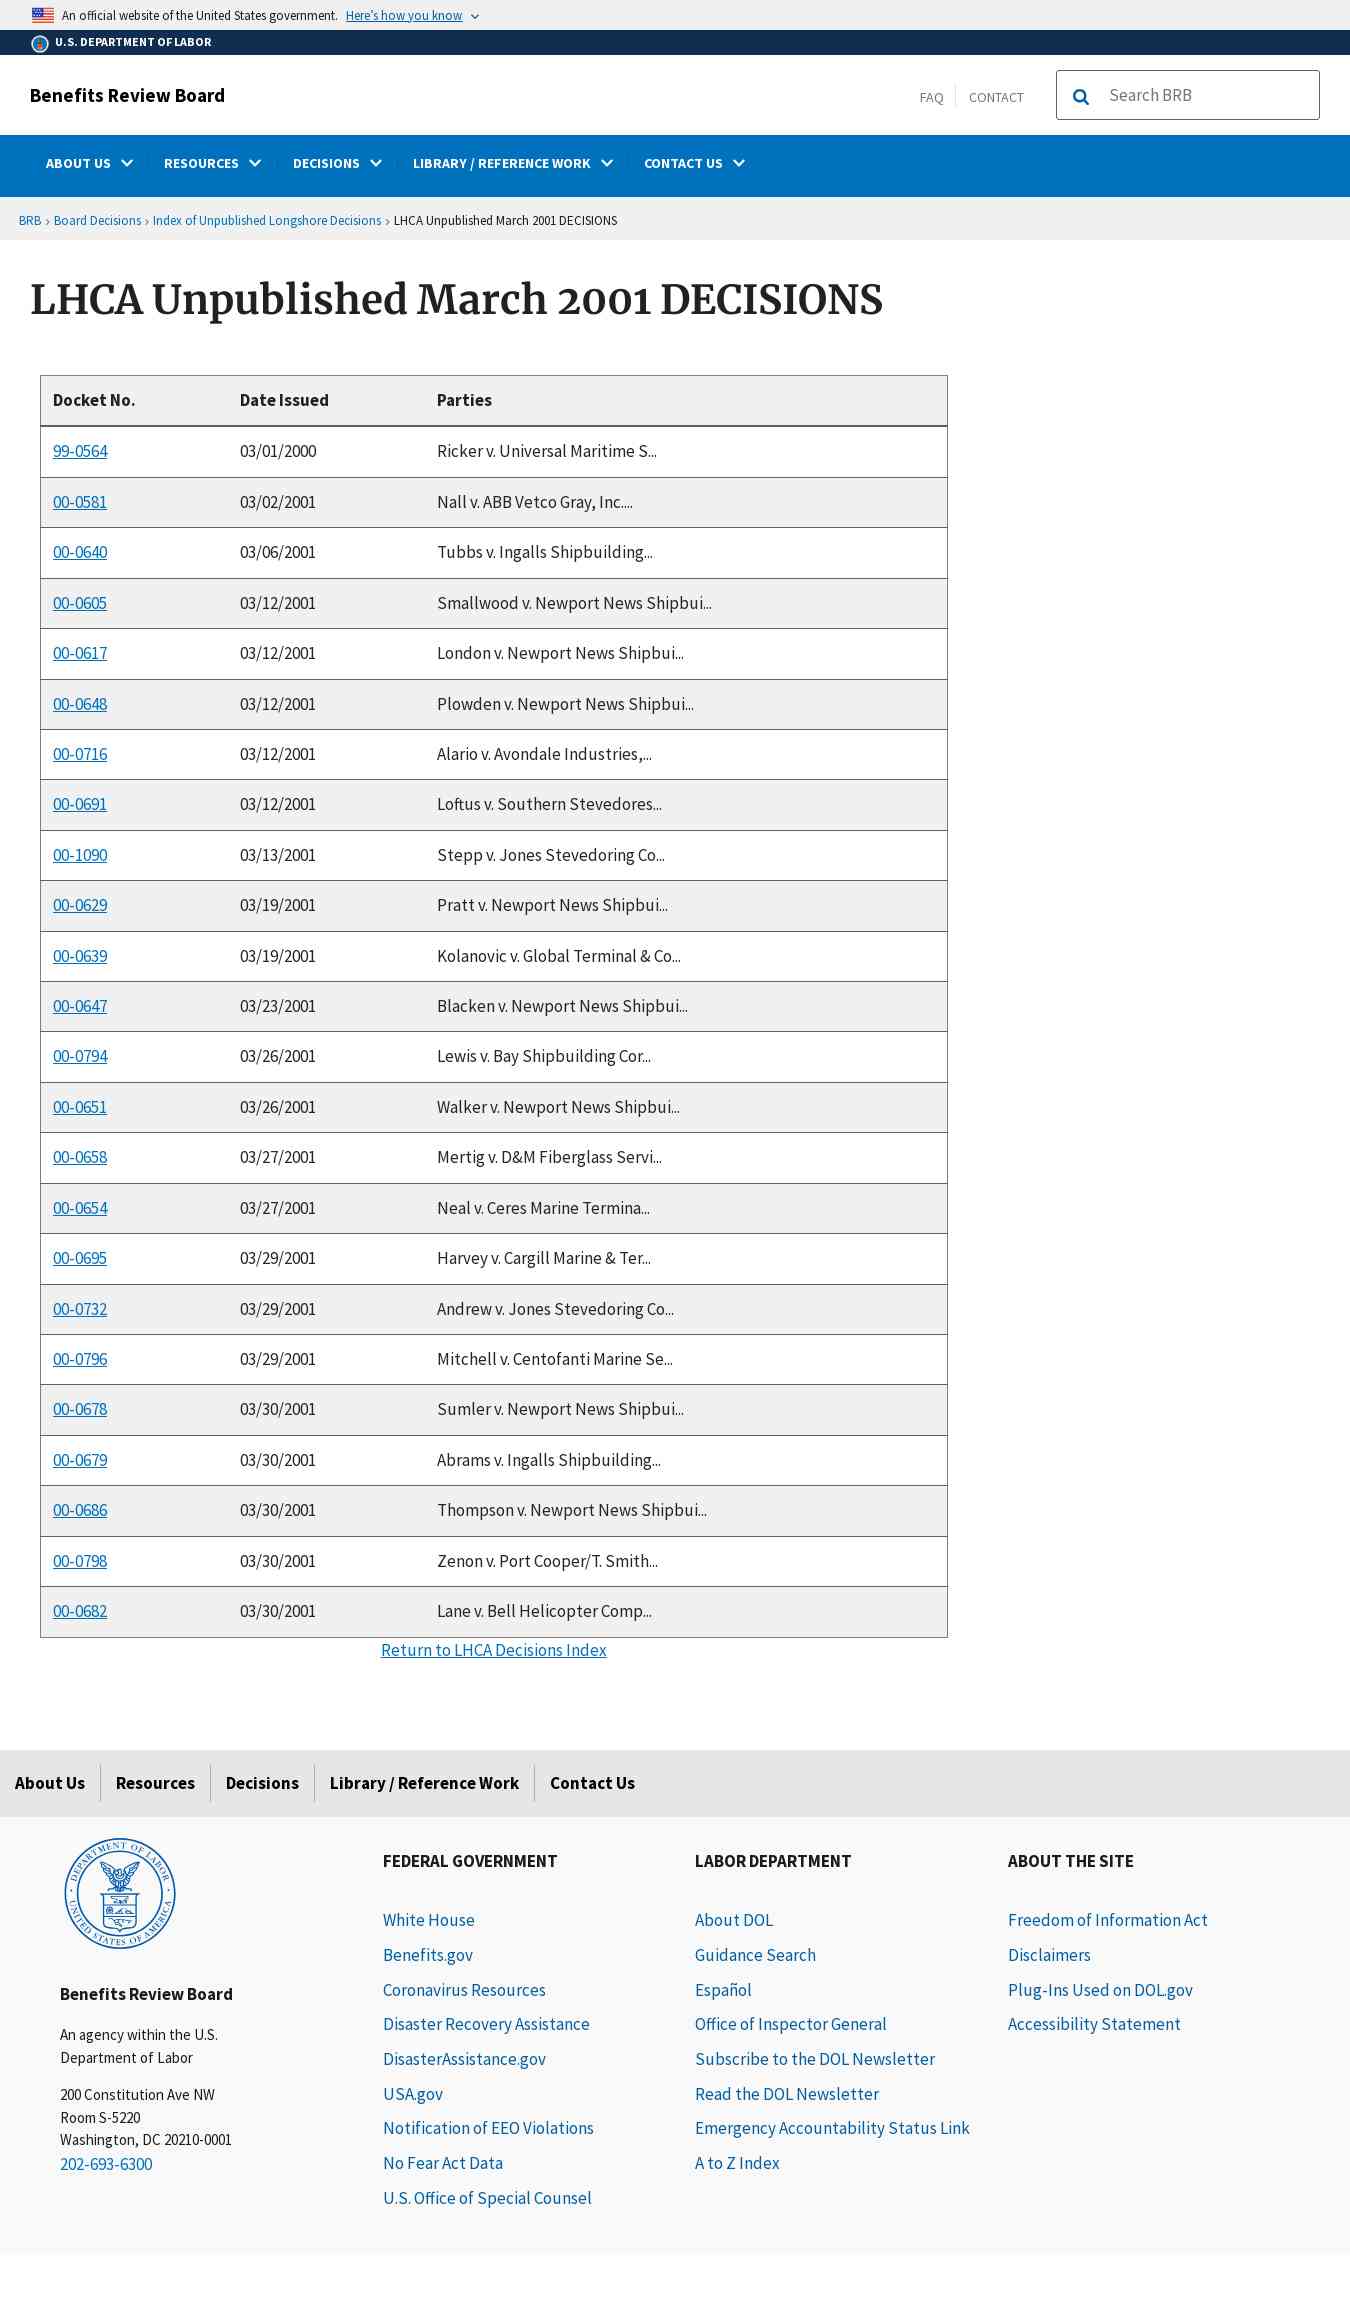 An official website of the United States government. Here's how you know
U.S. DEPARTMENT OF LABOR
Benefits Review Board
FAQ CONTACT Search BRB
ABOUT US RESOURCES DECISIONS LIBRARY / REFERENCE WORK CONTACT US
BRB › Board Decisions › Index of Unpublished Longshore Decisions › LHCA Unpublished March 2001 DECISIONS
LHCA Unpublished March 2001 DECISIONS
Docket No. Date Issued Parties
99-0564 03/01/2000 Ricker v. Universal Maritime S...
00-0581 03/02/2001 Nall v. ABB Vetco Gray, Inc....
00-0640 03/06/2001 Tubbs v. Ingalls Shipbuilding...
00-0605 03/12/2001 Smallwood v. Newport News Shipbui...
00-0617 03/12/2001 London v. Newport News Shipbui...
00-0648 03/12/2001 Plowden v. Newport News Shipbui...
00-0716 03/12/2001 Alario v. Avondale Industries,...
00-0691 03/12/2001 Loftus v. Southern Stevedores...
00-1090 03/13/2001 Stepp v. Jones Stevedoring Co...
00-0629 03/19/2001 Pratt v. Newport News Shipbui...
00-0639 03/19/2001 Kolanovic v. Global Terminal & Co...
00-0647 03/23/2001 Blacken v. Newport News Shipbui...
00-0794 03/26/2001 Lewis v. Bay Shipbuilding Cor...
00-0651 03/26/2001 Walker v. Newport News Shipbui...
00-0658 03/27/2001 Mertig v. D&M Fiberglass Servi...
00-0654 03/27/2001 Neal v. Ceres Marine Termina...
00-0695 03/29/2001 Harvey v. Cargill Marine & Ter...
00-0732 03/29/2001 Andrew v. Jones Stevedoring Co...
00-0796 03/29/2001 Mitchell v. Centofanti Marine Se...
00-0678 03/30/2001 Sumler v. Newport News Shipbui...
00-0679 03/30/2001 Abrams v. Ingalls Shipbuilding...
00-0686 03/30/2001 Thompson v. Newport News Shipbui...
00-0798 03/30/2001 Zenon v. Port Cooper/T. Smith...
00-0682 03/30/2001 Lane v. Bell Helicopter Comp...
Return to LHCA Decisions Index
About Us Resources Decisions Library / Reference Work Contact Us
DEPARTMENT OF LABOR
UNITED STATES OF AMERICA
Benefits Review Board
An agency within the U.S.
Department of Labor
200 Constitution Ave NW
Room S-5220
Washington, DC 20210-0001
202-693-6300
FEDERAL GOVERNMENT
White House
Benefits.gov
Coronavirus Resources
Disaster Recovery Assistance
DisasterAssistance.gov
USA.gov
Notification of EEO Violations
No Fear Act Data
U.S. Office of Special Counsel
LABOR DEPARTMENT
About DOL
Guidance Search
Español
Office of Inspector General
Subscribe to the DOL Newsletter
Read the DOL Newsletter
Emergency Accountability Status Link
A to Z Index
ABOUT THE SITE
Freedom of Information Act
Disclaimers
Plug-Ins Used on DOL.gov
Accessibility Statement